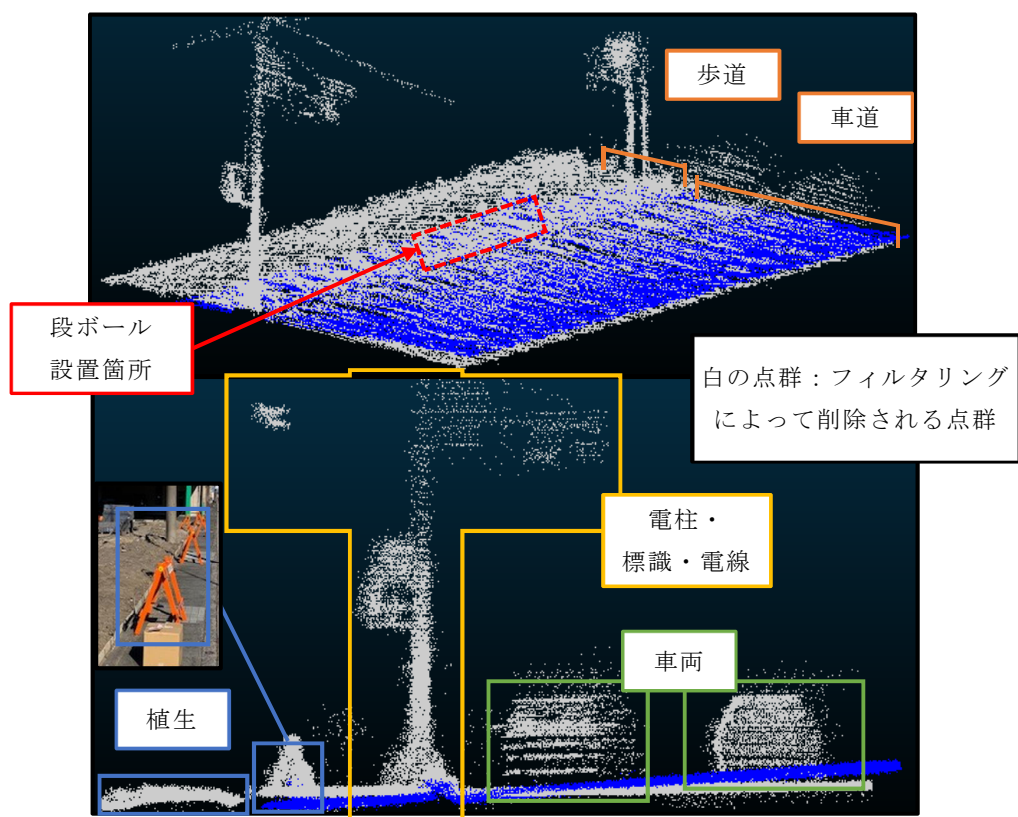 歩道
車道
段ボール
設置箇所
白の点群：フィルタリング
によって削除される点群
電柱・
標識・電線
車両
植生